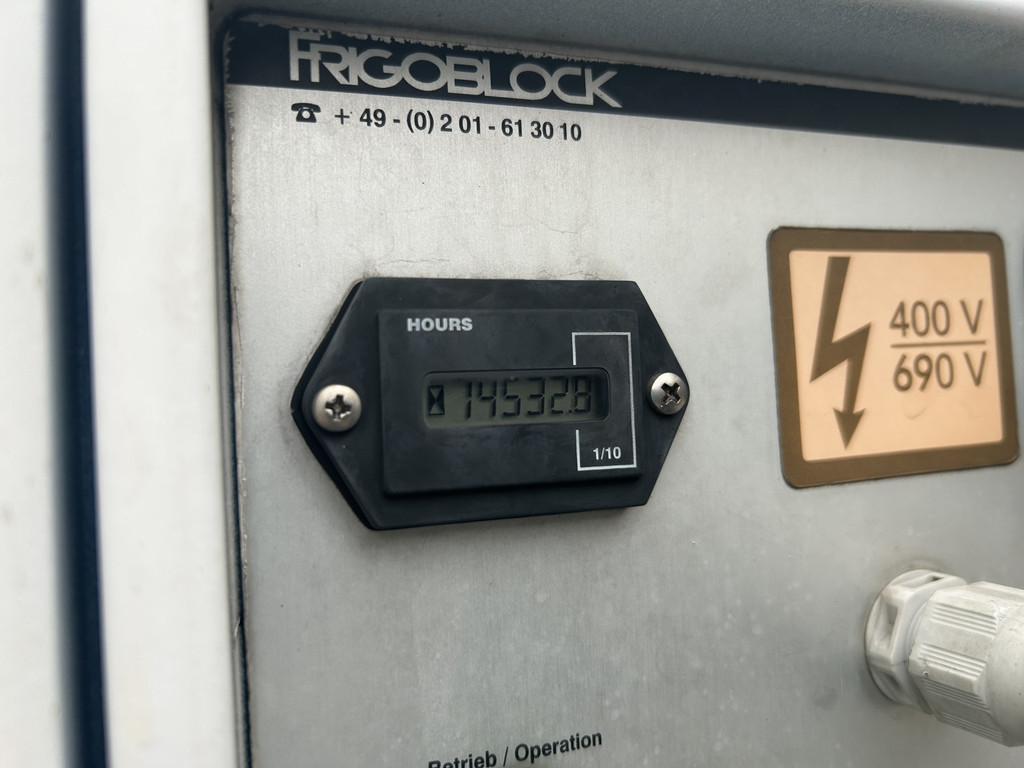 FRIGOBLOCK
☎ + 49 - (0) 2 01 - 61 30 10
HOURS
14532.8
1/10
400 V
690 V
Betrieb / Operation